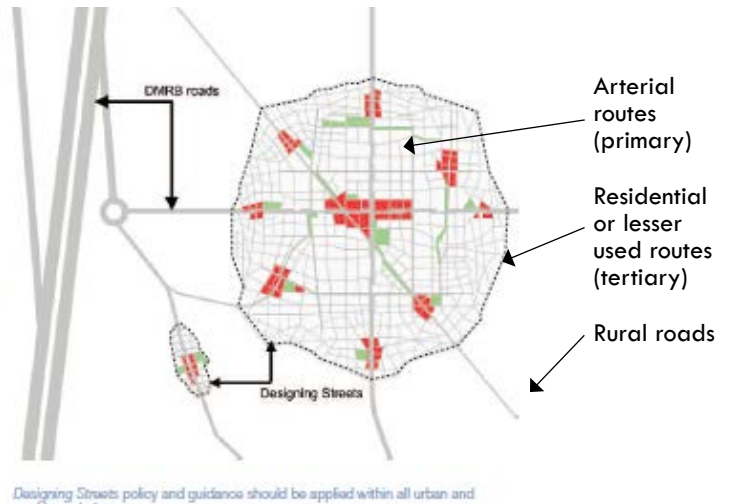 DMRB roads
Arterial
routes
(primary)
Residential
or lesser
used routes
(tertiary)
Rural roads
Designing Streets
Designing Streets policy and guidance should be applied within all urban and